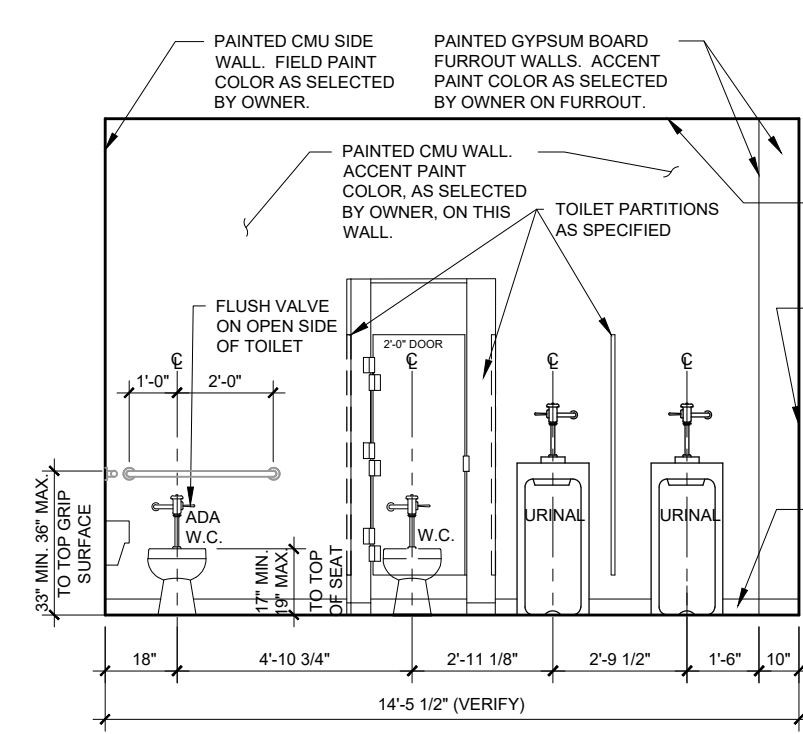 PAINTED CMU SIDE
WALL. FIELD PAINT
COLOR AS SELECTED
BY OWNER.
PAINTED GYPSUM BOARD
FURROUT WALLS. ACCENT
PAINT COLOR AS SELECTED
BY OWNER ON FURROUT.
PAINTED CMU WALL.
ACCENT PAINT
COLOR, AS SELECTED
BY OWNER, ON THIS
WALL.
TOILET PARTITIONS
AS SPECIFIED
FLUSH VALVE
ON OPEN SIDE
OF TOILET
2'-0" DOOR
℄
℄
℄
℄
1'-0"
2'-0"
33" MIN. 36" MAX.
TO TOP GRIP
SURFACE
ADA
W.C.
17" MIN.
19" MAX.
TO TOP
OF SEAT
W.C.
URINAL
URINAL
18"
4'-10 3/4"
2'-11 1/8"
2'-9 1/2"
1'-6"
10"
14'-5 1/2" (VERIFY)